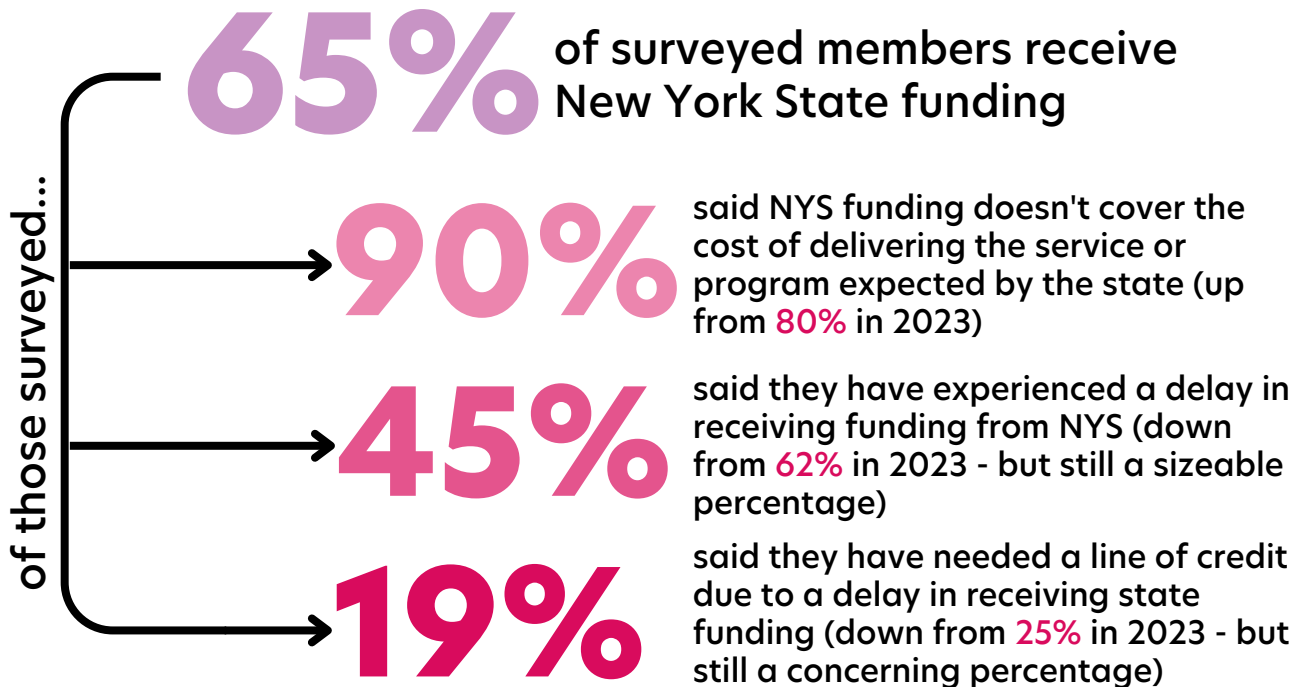 65%
of surveyed members receive
New York State funding
of those surveyed...
90%
said NYS funding doesn't cover the
cost of delivering the service or
program expected by the state (up
from 80% in 2023)
45%
said they have experienced a delay in
receiving funding from NYS (down
from 62% in 2023 - but still a sizeable
percentage)
19%
said they have needed a line of credit
due to a delay in receiving state
funding (down from 25% in 2023 - but
still a concerning percentage)